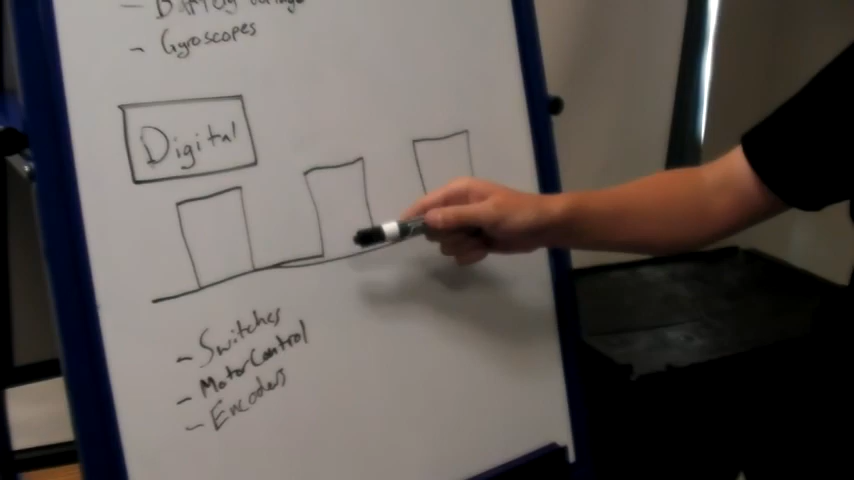 - Gyroscopes
Digital
- Switches
- Motor Control
- Encoders